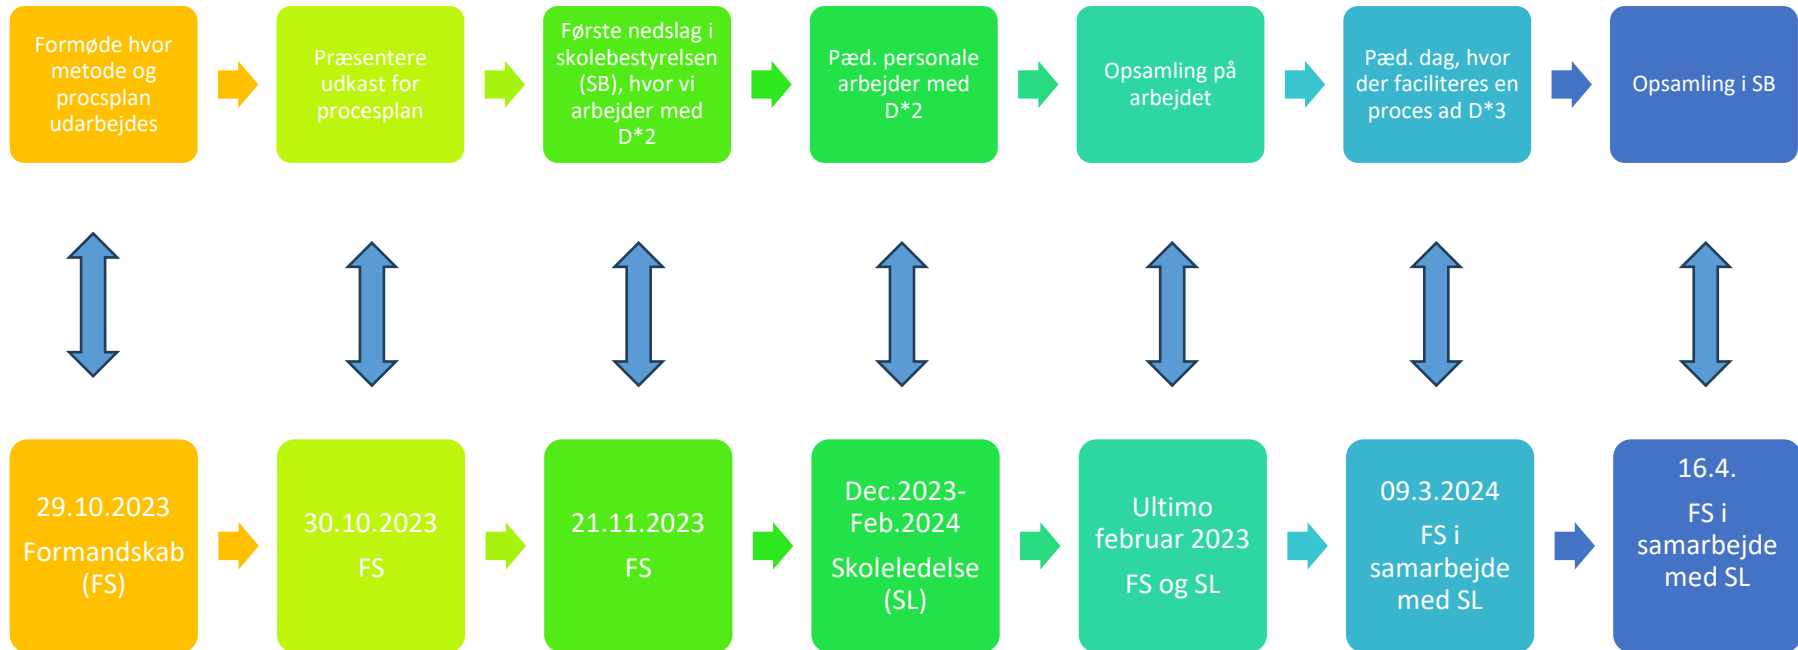 Formøde hvor
metode og
procsplan
udarbejdes
Præsentere
udkast for
procesplan
Første nedslag i
skolebestyrelsen
(SB), hvor vi
arbejder med
D*2
Pæd. personale
arbejder med
D*2
Opsamling på
arbejdet
Pæd. dag, hvor
der faciliteres en
proces ad D*3
Opsamling i SB
29.10.2023
Formandskab
(FS)
30.10.2023
FS
21.11.2023
FS
Dec.2023-
Feb.2024
Skoleledelse
(SL)
Ultimo
februar 2023
FS og SL
09.3.2024
FS i
samarbejde
med SL
16.4.
FS i
samarbejde
med SL